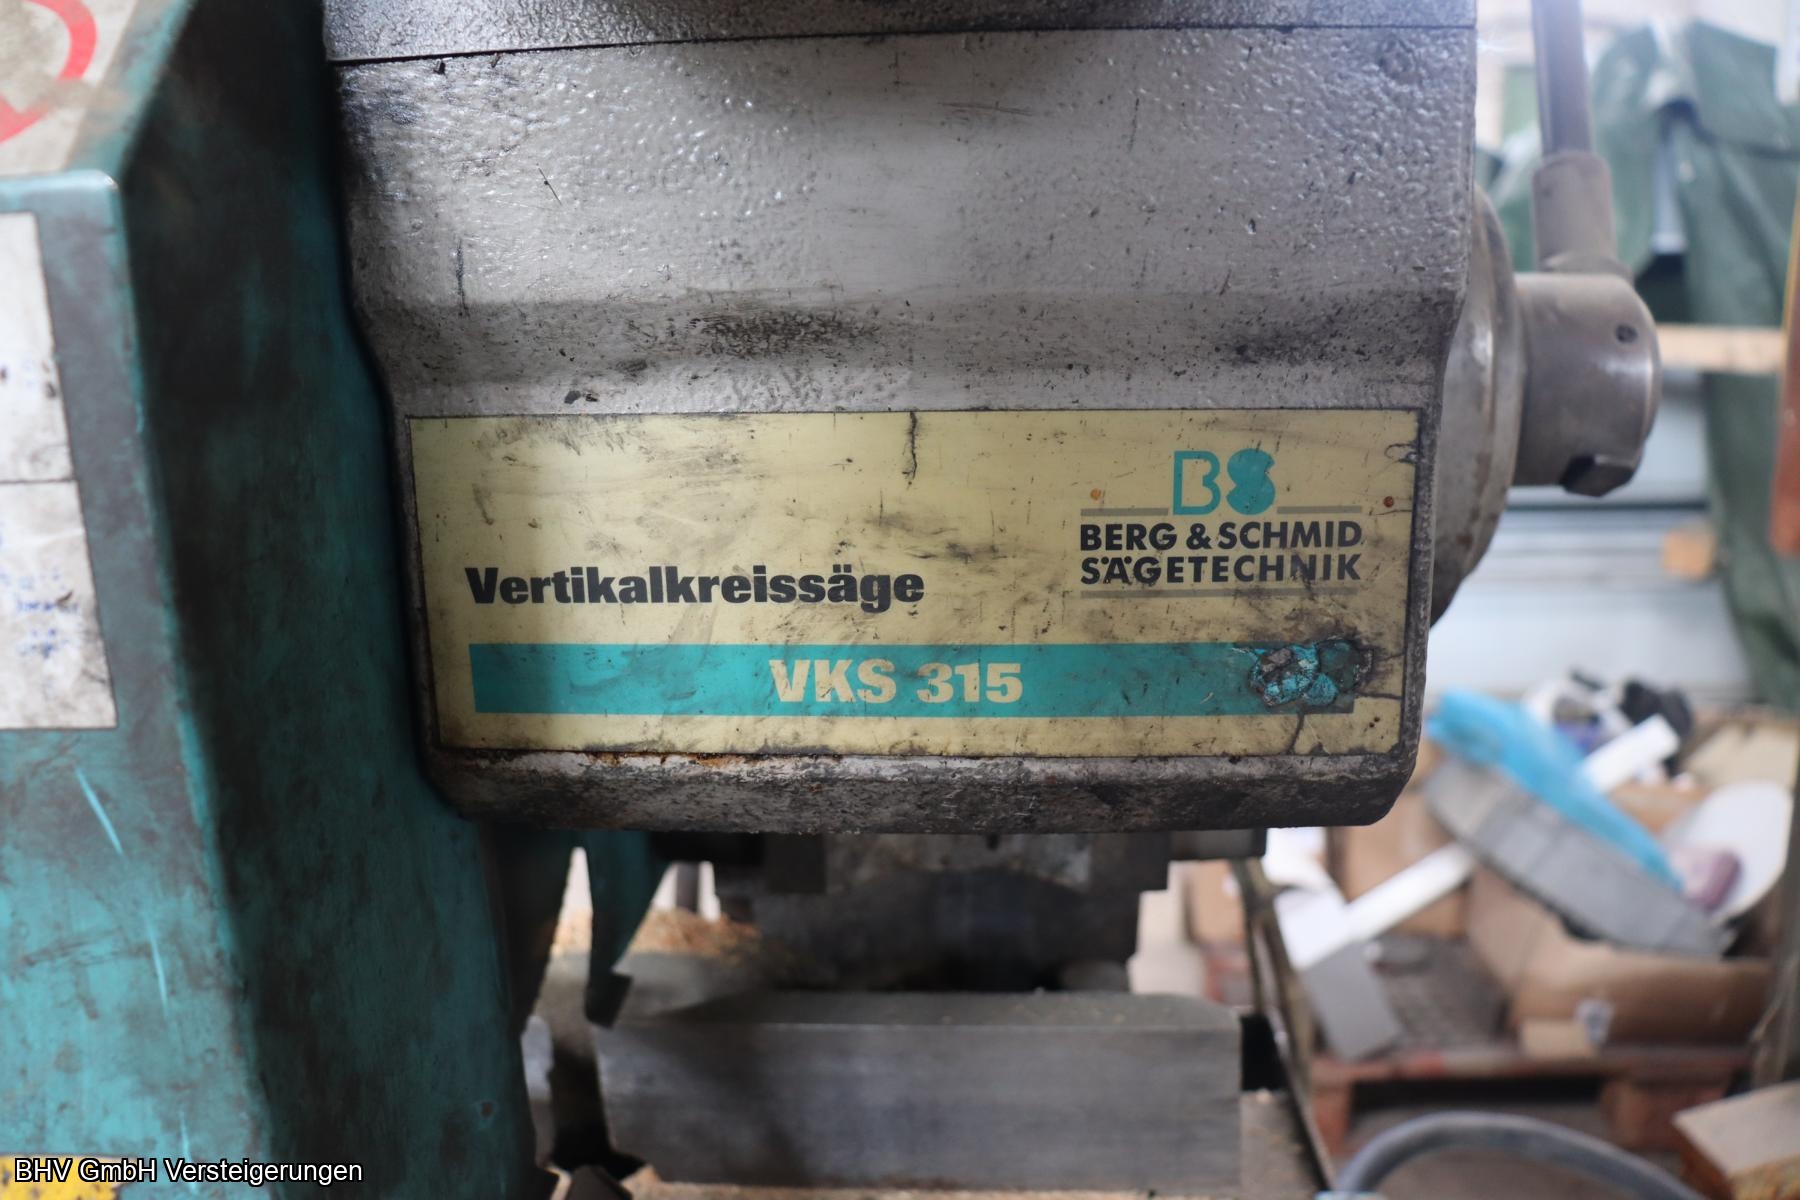 BS
BERG & SCHMID
SÄGETECHNIK
Vertikalkreissäge
VKS 315
BHV GmbH Versteigerungen